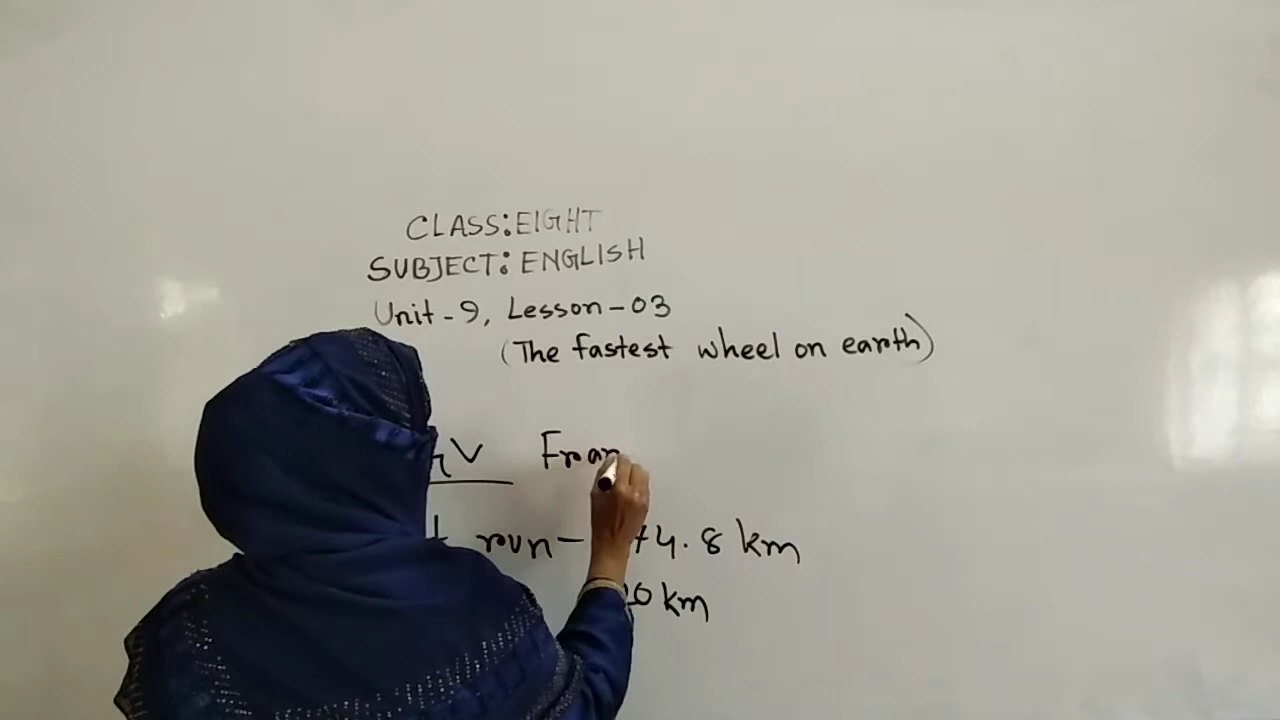 CLASS: EIGHT
SUBJECT: ENGLISH
Unit - 9, Lesson - 03
(The fastest wheel on earth)
V Fran
run - 4.8 km
km